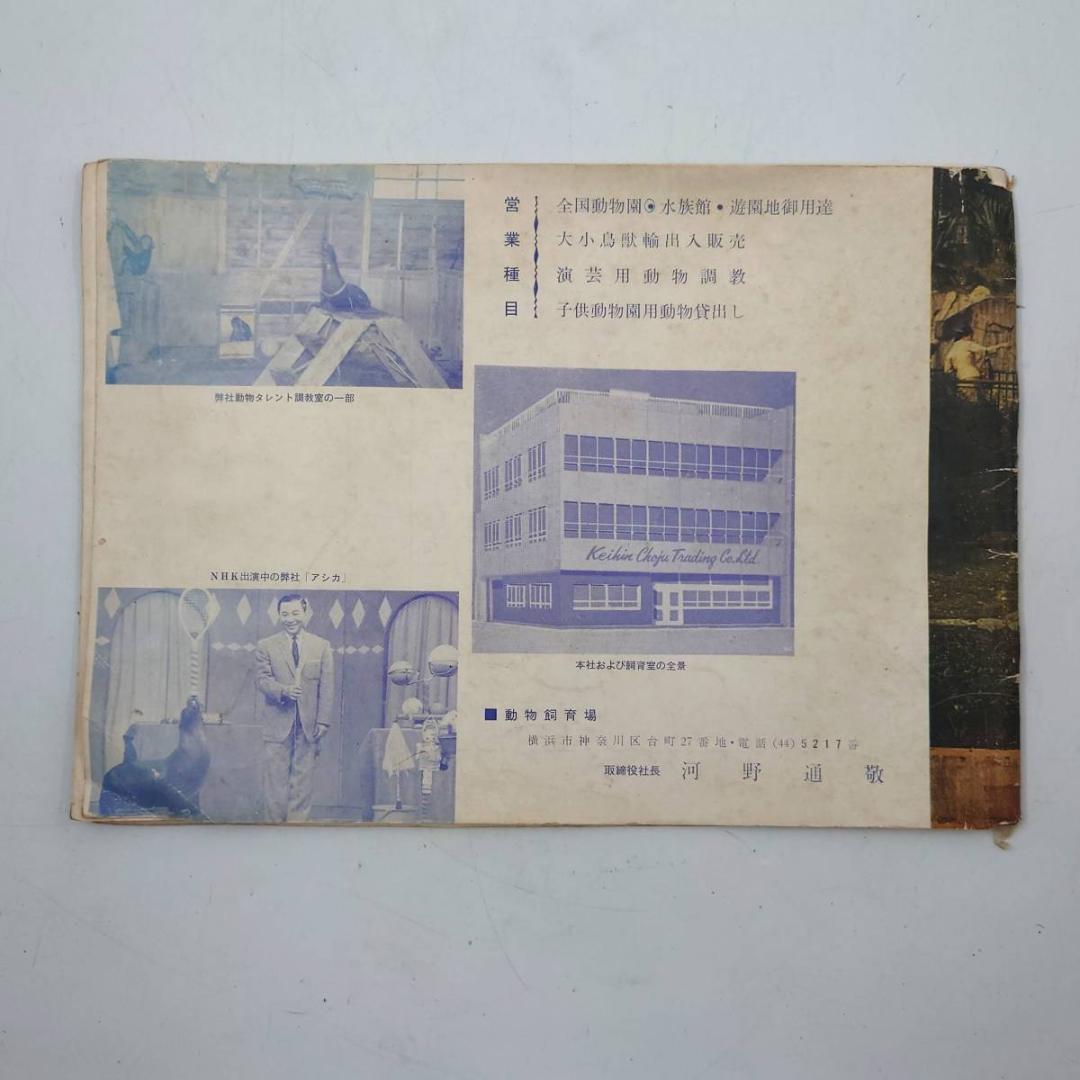 営業種目
全国動物園・水族館・遊園地御用達
大小鳥獣輸出入販売
演芸用動物調教
子供動物園用動物貸出し
弊社動物タレント調教室の一部
Keihin Choju Trading Co.Ltd.
NHK出演中の弊社「アシカ」
本社および飼育室の全景
■動物飼育場
横浜市神奈川区台町27番地・電話(44)5217番
取締役社長 河野通敬